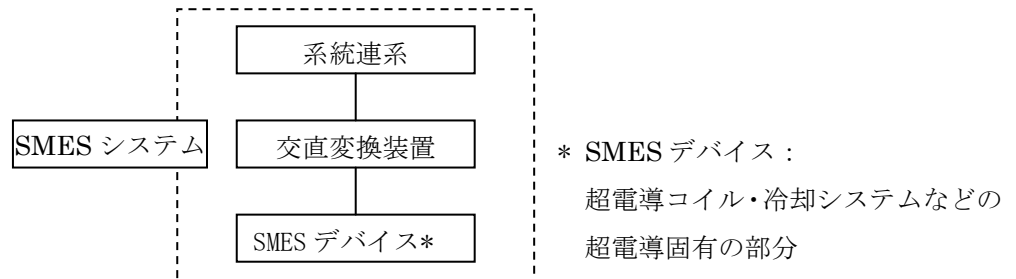 系統連系
SMES システム
交直変換装置
SMES デバイス*
* SMES デバイス：
超電導コイル・冷却システムなどの
超電導固有の部分